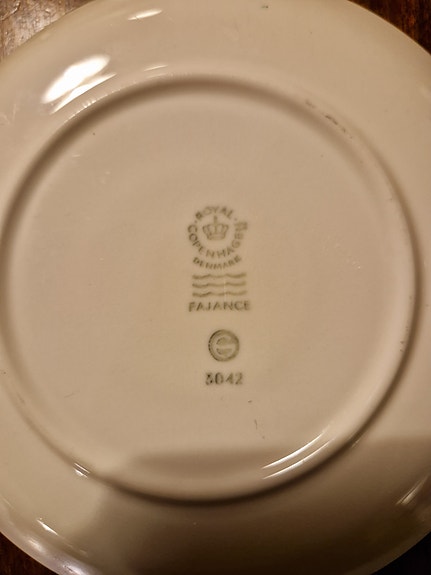 ROYAL
COPENHAGEN
DENMARK
FAJANCE
3042